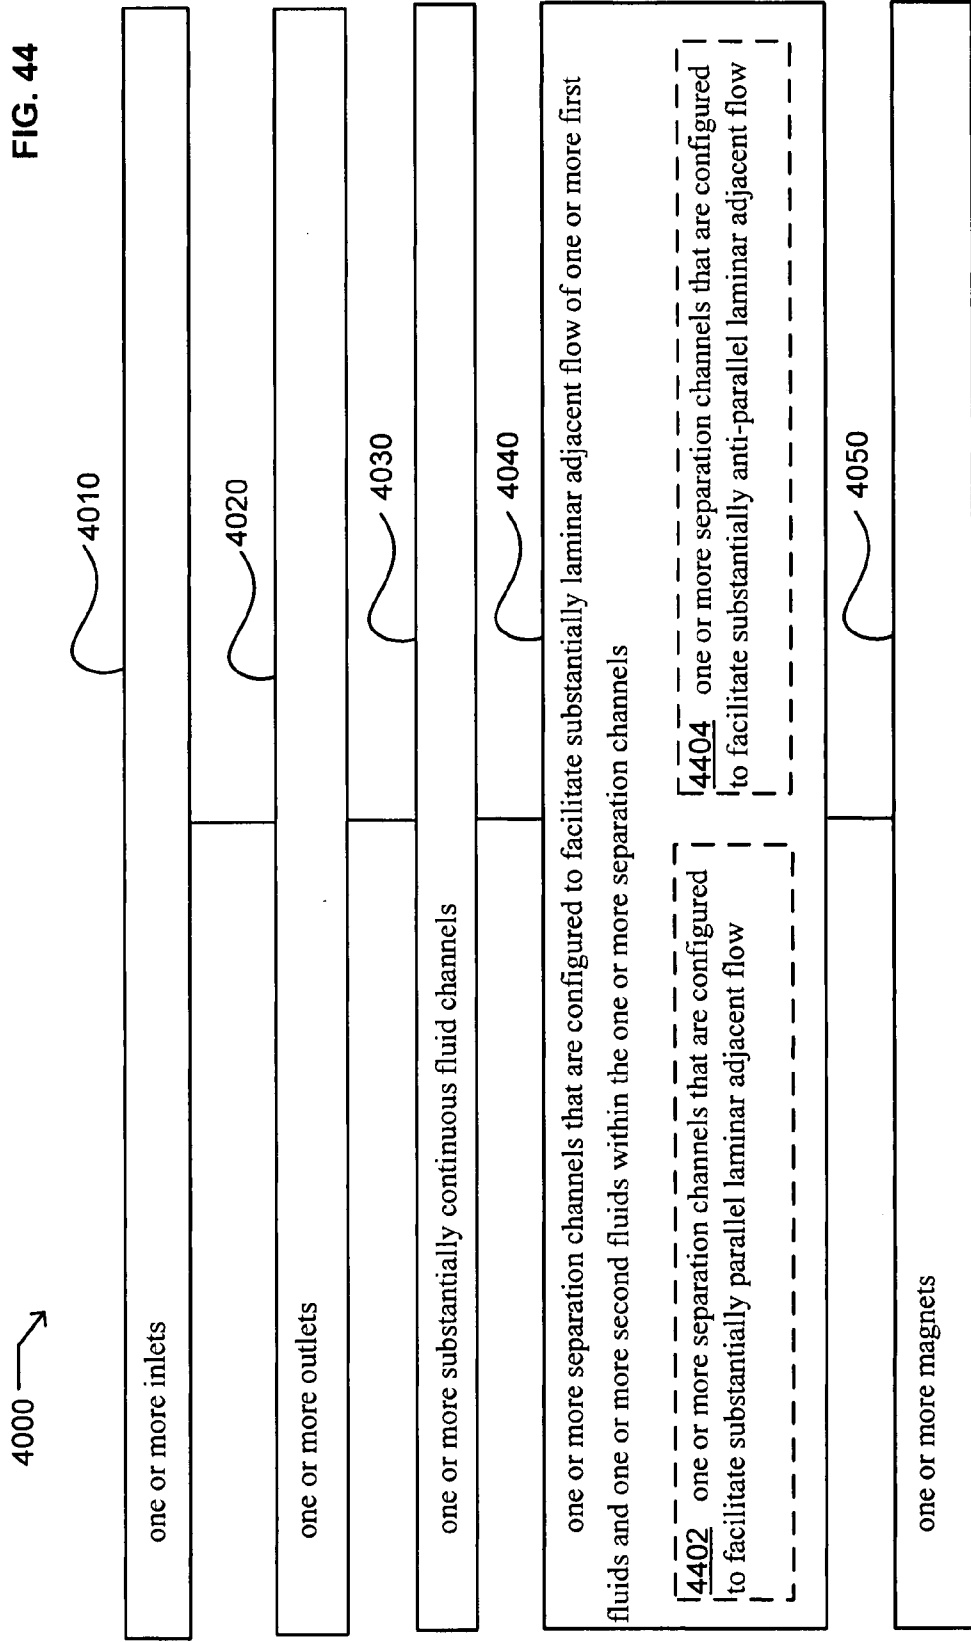 FIG. 44
4000
4010
one or more inlets
4020
one or more outlets
4030
one or more substantially continuous fluid channels
4040
one or more separation channels that are configured to facilitate substantially laminar adjacent flow of one or more first
fluids and one or more second fluids within the one or more separation channels
4402 one or more separation channels that are configured
to facilitate substantially parallel laminar adjacent flow
4404 one or more separation channels that are configured
to facilitate substantially anti-parallel laminar adjacent flow
4050
one or more magnets